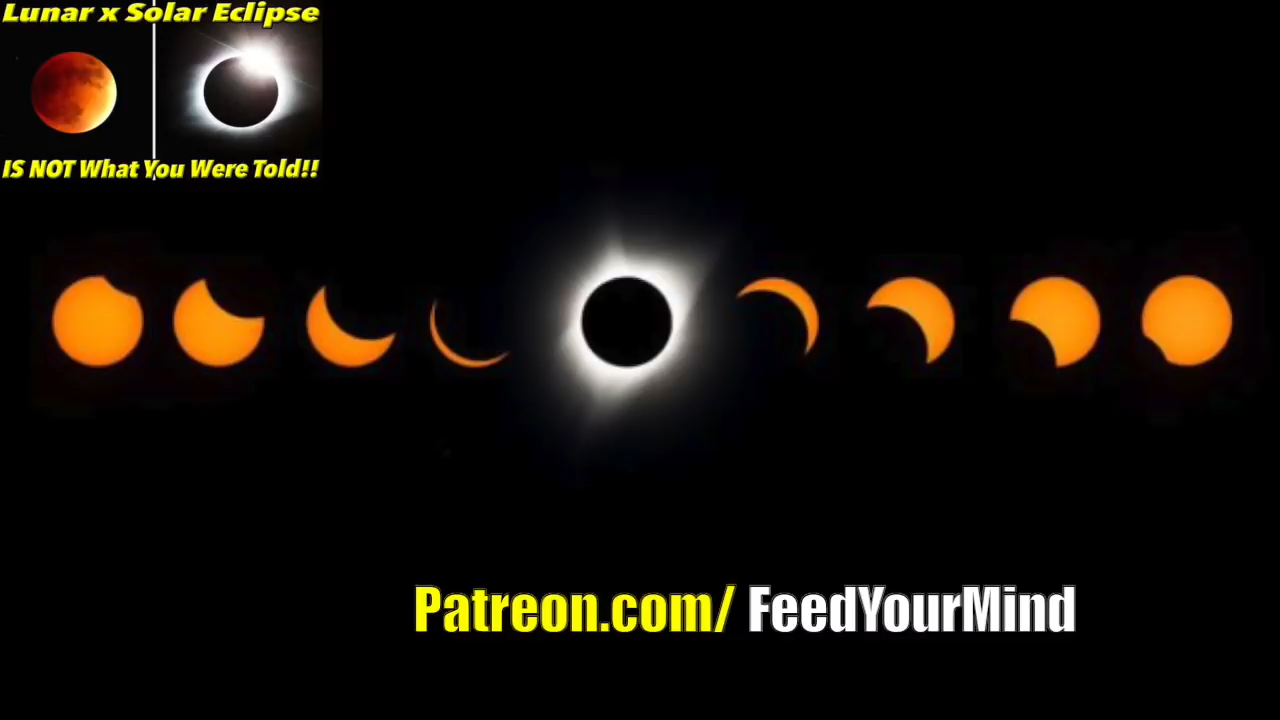 Lunar x Solar Eclipse
IS NOT What You Were Told!!
Patreon.com/ FeedYourMind